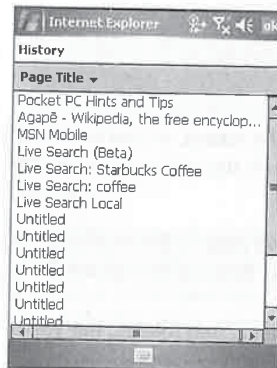 Internet Explorer ok
History
Page Title
Pocket PC Hints and Tips
Agapē - Wikipedia, the free encyclop...
MSN Mobile
Live Search (Beta)
Live Search: Starbucks Coffee
Live Search: coffee
Live Search Local
Untitled
Untitled
Untitled
Untitled
Untitled
Untitled
Untitled